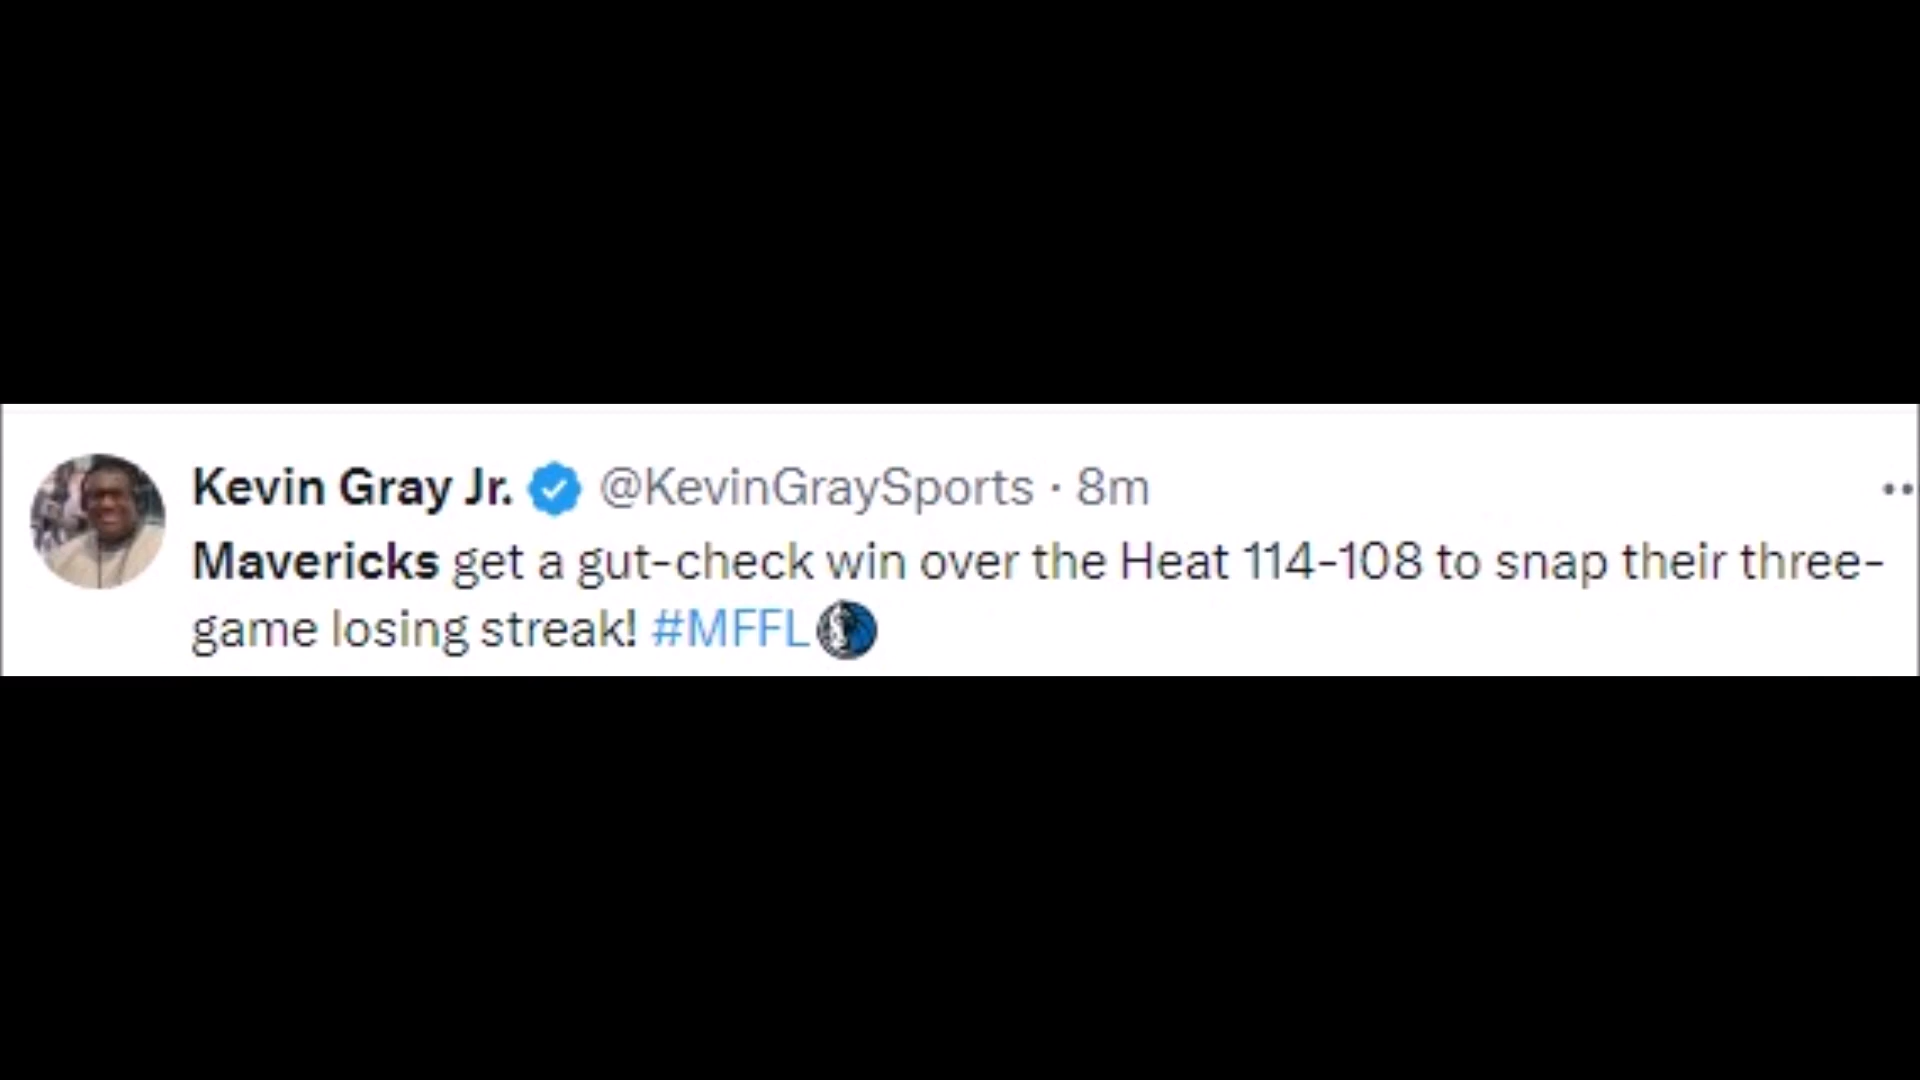 Kevin Gray Jr. @KevinGraySports · 8m
Mavericks get a gut-check win over the Heat 114-108 to snap their three-
game losing streak! #MFFL